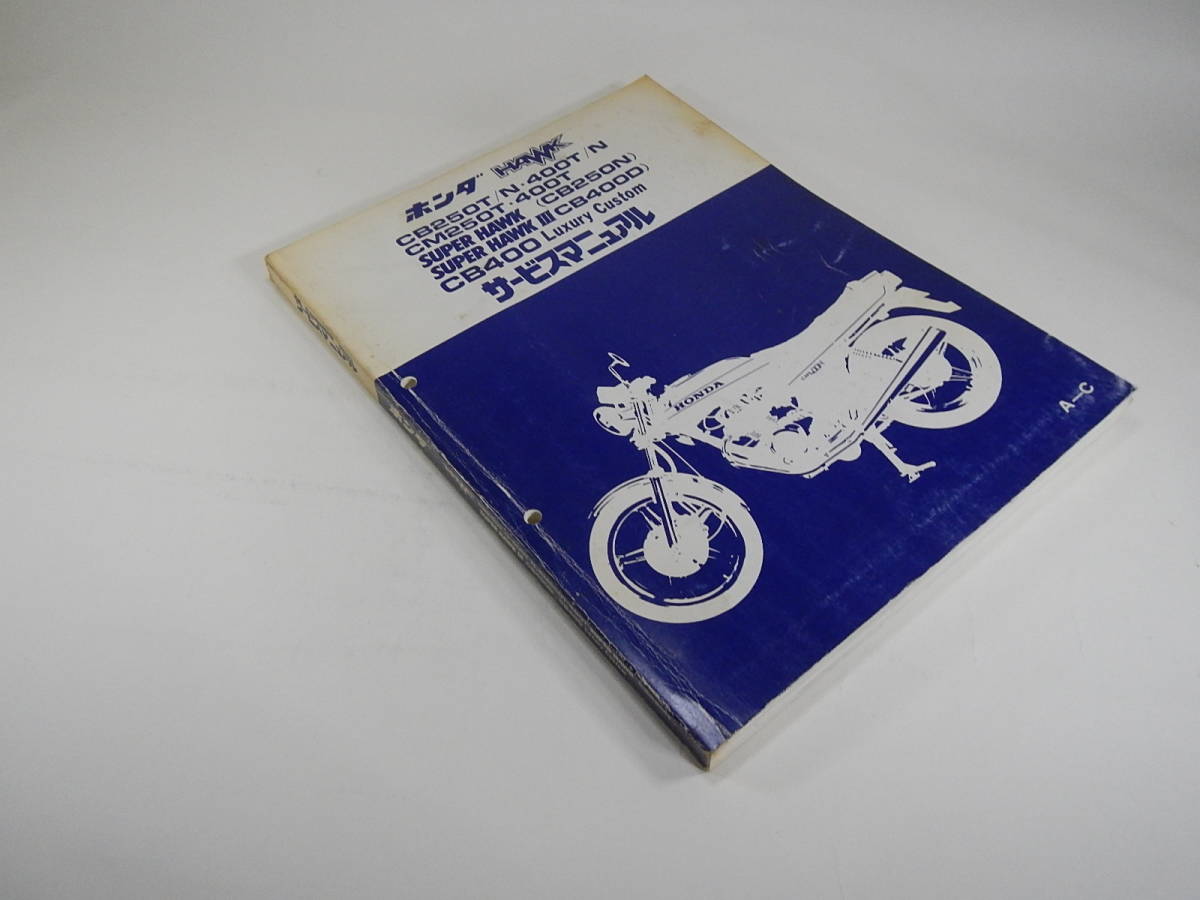 ホンダ HAWK
CB250T/N・400T/N
CM250T・400T
SUPER HAWK (CB250N)
SUPER HAWK III CB400D)
CB400 Luxury Custom
サービスマニュアル
HONDA
A—C